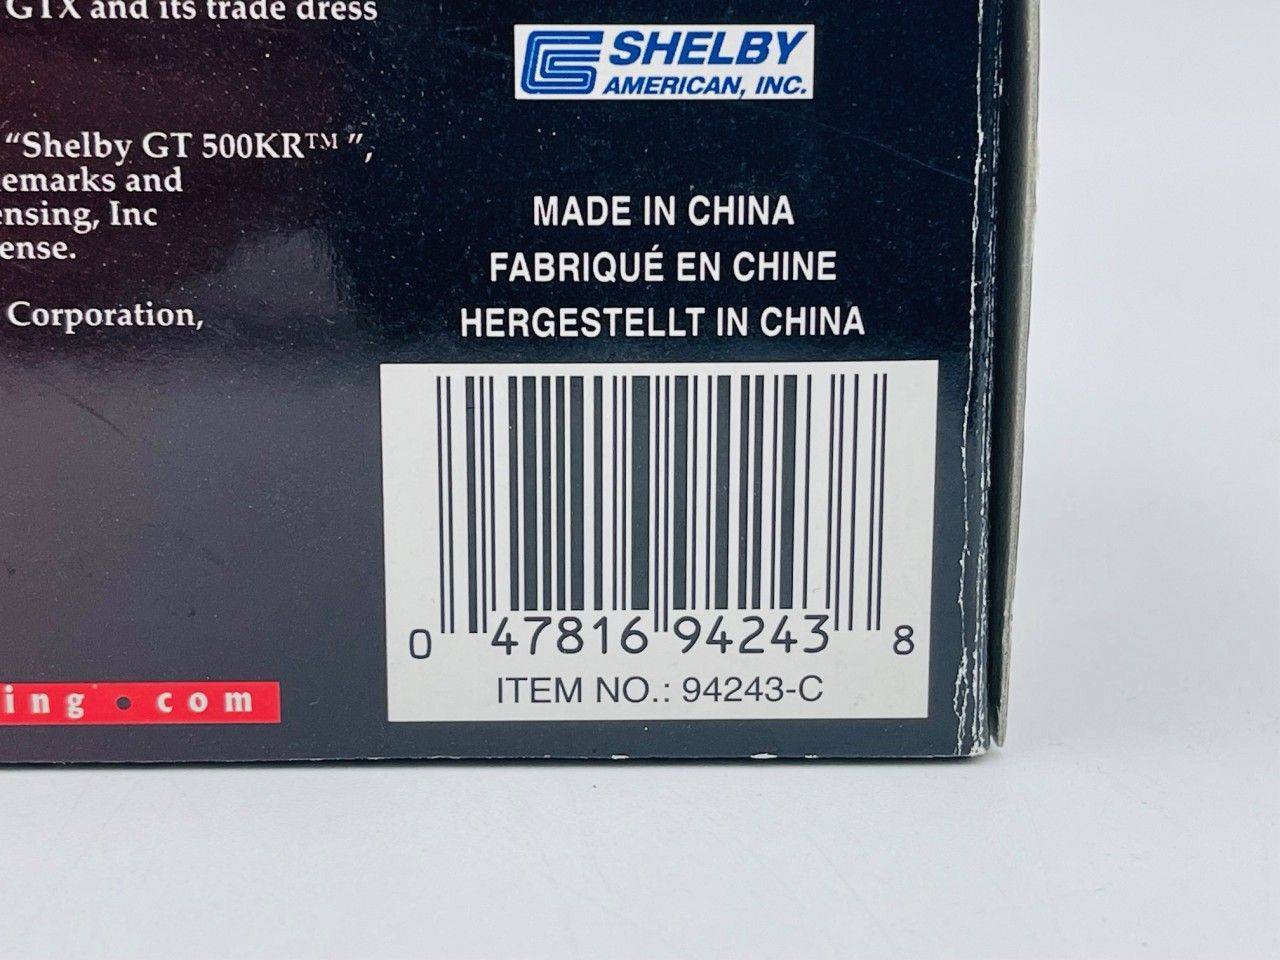 GTX and its trade dress
SHELBY
AMERICAN, INC.
"Shelby GT 500KR™ ",
emarks and
ensing, Inc
ense.
Corporation,
MADE IN CHINA
FABRIQUÉ EN CHINE
HERGESTELLT IN CHINA
0 47816 94243 8
ITEM NO.: 94243-C
ing • com